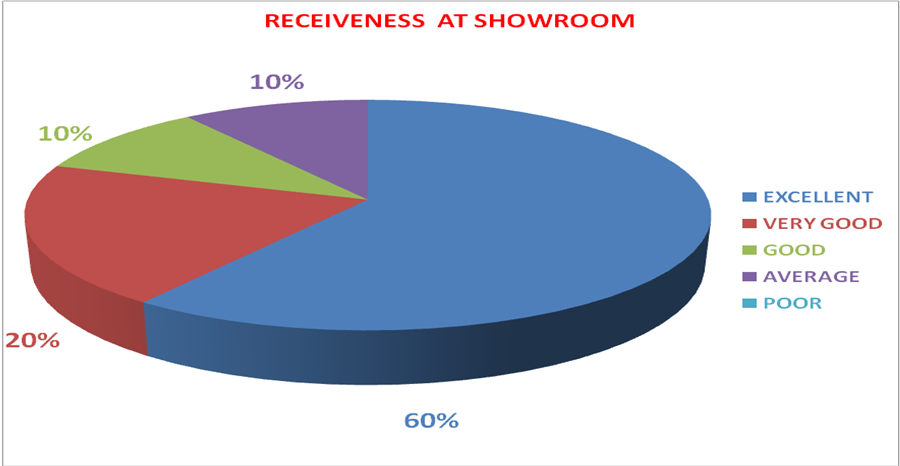 RECEIVENESS AT SHOWROOM
10%
10%
20%
60%
EXCELLENT
VERY GOOD
GOOD
AVERAGE
POOR